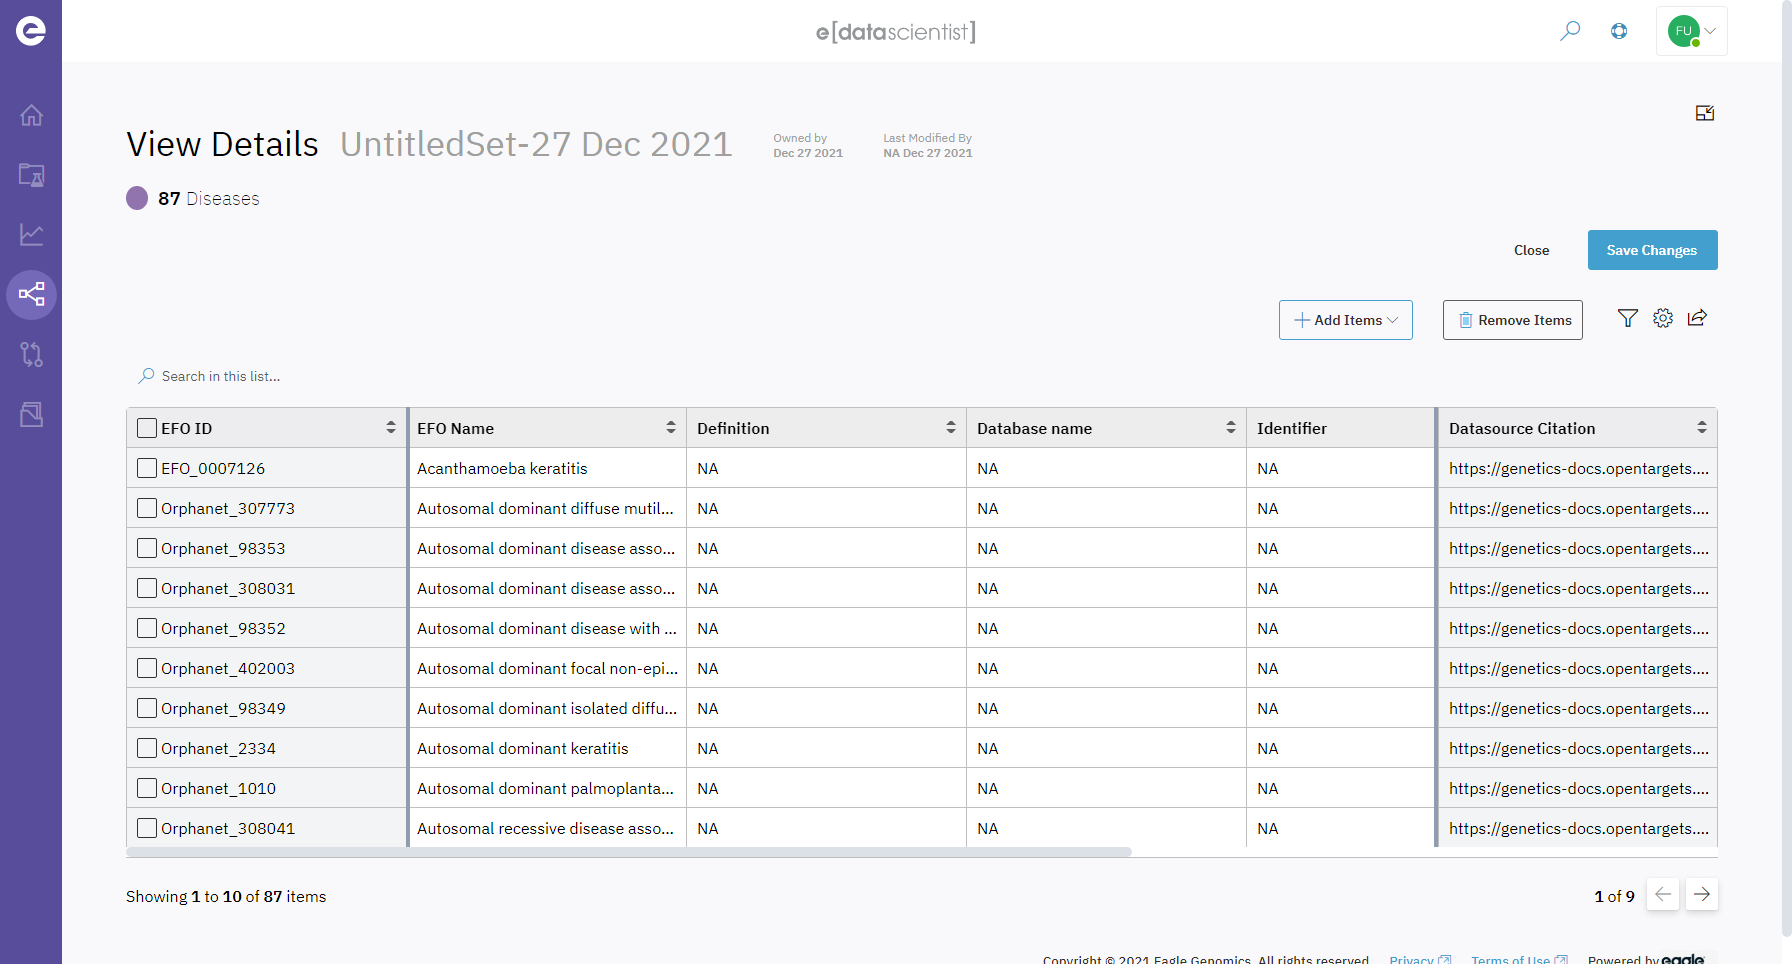 e[datascientist]
FU
View Details UntitledSet-27 Dec 2021
Owned by
Dec 27 2021
Last Modified By
NA Dec 27 2021
87 Diseases
Close
Save Changes
Add Items
Remove Items
Search in this list...
EFO ID EFO Name Definition Database name Identifier Datasource Citation
EFO_0007126 Acanthamoeba keratitis NA NA NA https://genetics-docs.opentargets....
Orphanet_307773 Autosomal dominant diffuse mutil... NA NA NA https://genetics-docs.opentargets....
Orphanet_98353 Autosomal dominant disease asso... NA NA NA https://genetics-docs.opentargets....
Orphanet_308031 Autosomal dominant disease asso... NA NA NA https://genetics-docs.opentargets....
Orphanet_98352 Autosomal dominant disease with ... NA NA NA https://genetics-docs.opentargets....
Orphanet_402003 Autosomal dominant focal non-epi... NA NA NA https://genetics-docs.opentargets....
Orphanet_98349 Autosomal dominant isolated diffu... NA NA NA https://genetics-docs.opentargets....
Orphanet_2334 Autosomal dominant keratitis NA NA NA https://genetics-docs.opentargets....
Orphanet_1010 Autosomal dominant palmoplanta... NA NA NA https://genetics-docs.opentargets....
Orphanet_308041 Autosomal recessive disease asso... NA NA NA https://genetics-docs.opentargets....
Showing 1 to 10 of 87 items
1 of 9
Copyright © 2021 Eagle Genomics. All rights reserved Privacy Terms of Use Powered by eagle